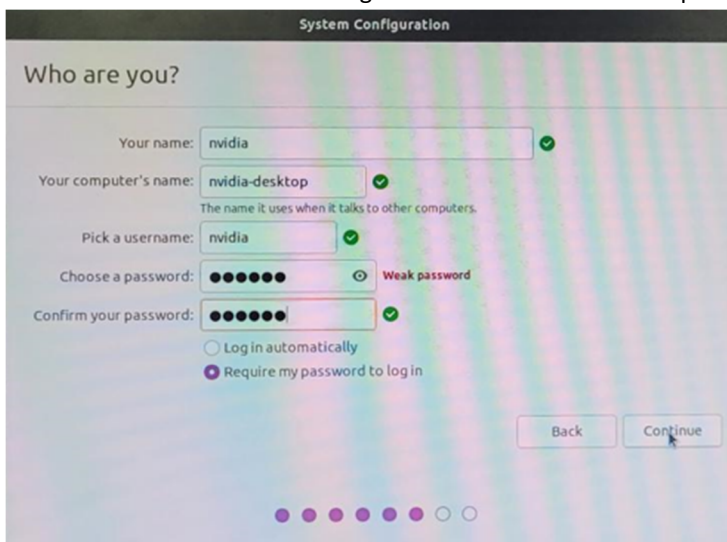 System Configuration
Who are you?
Your name: nvidia
Your computer's name: nvidia-desktop
The name it uses when it talks to other computers.
Pick a username: nvidia
Choose a password: ●●●●●● Weak password
Confirm your password: ●●●●●●
Log in automatically
Require my password to log in
Back Continue